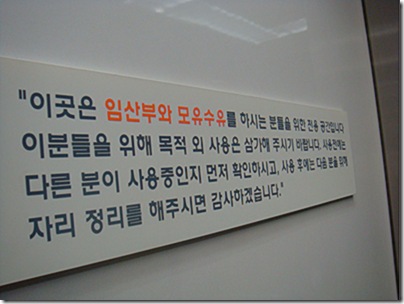 "이곳은 임산부와 모유수유를 하시는 분들을 위한 전용 공간입니다
이분들을 위해 목적 외 사용은 삼가해 주시기 바랍니다. 사용전에는
다른 분이 사용중인지 먼저 확인하시고, 사용 후에는 다음 분을 위해
자리 정리를 해주시면 감사하겠습니다."